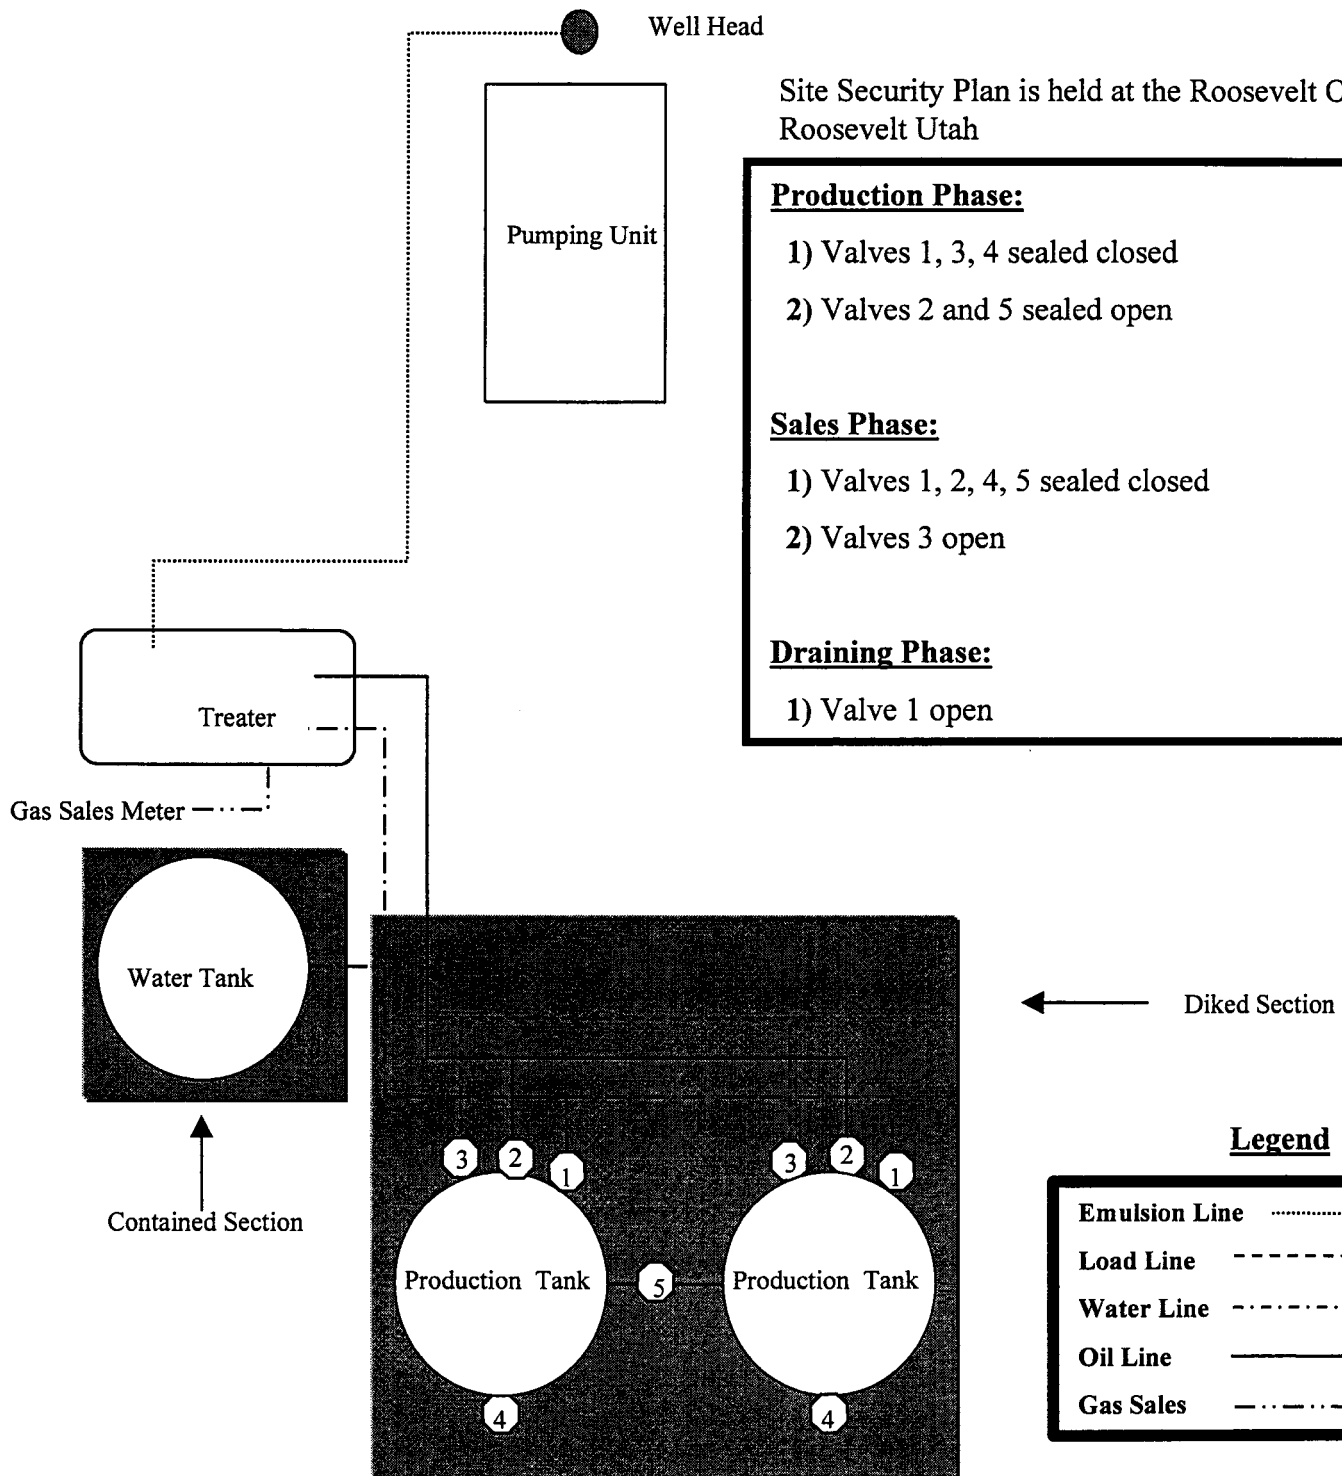 Well Head
Site Security Plan is held at the Roosevelt
Roosevelt Utah
Pumping Unit
Production Phase:
1) Valves 1, 3, 4 sealed closed
2) Valves 2 and 5 sealed open
Sales Phase:
1) Valves 1, 2, 4, 5 sealed closed
2) Valves 3 open
Draining Phase:
1) Valve 1 open
Treater
Gas Sales Meter
Water Tank
Diked Section
Contained Section
3 2 1
3 2 1
Production Tank
5
Production Tank
4
4
Legend
Emulsion Line
Load Line
Water Line
Oil Line
Gas Sales